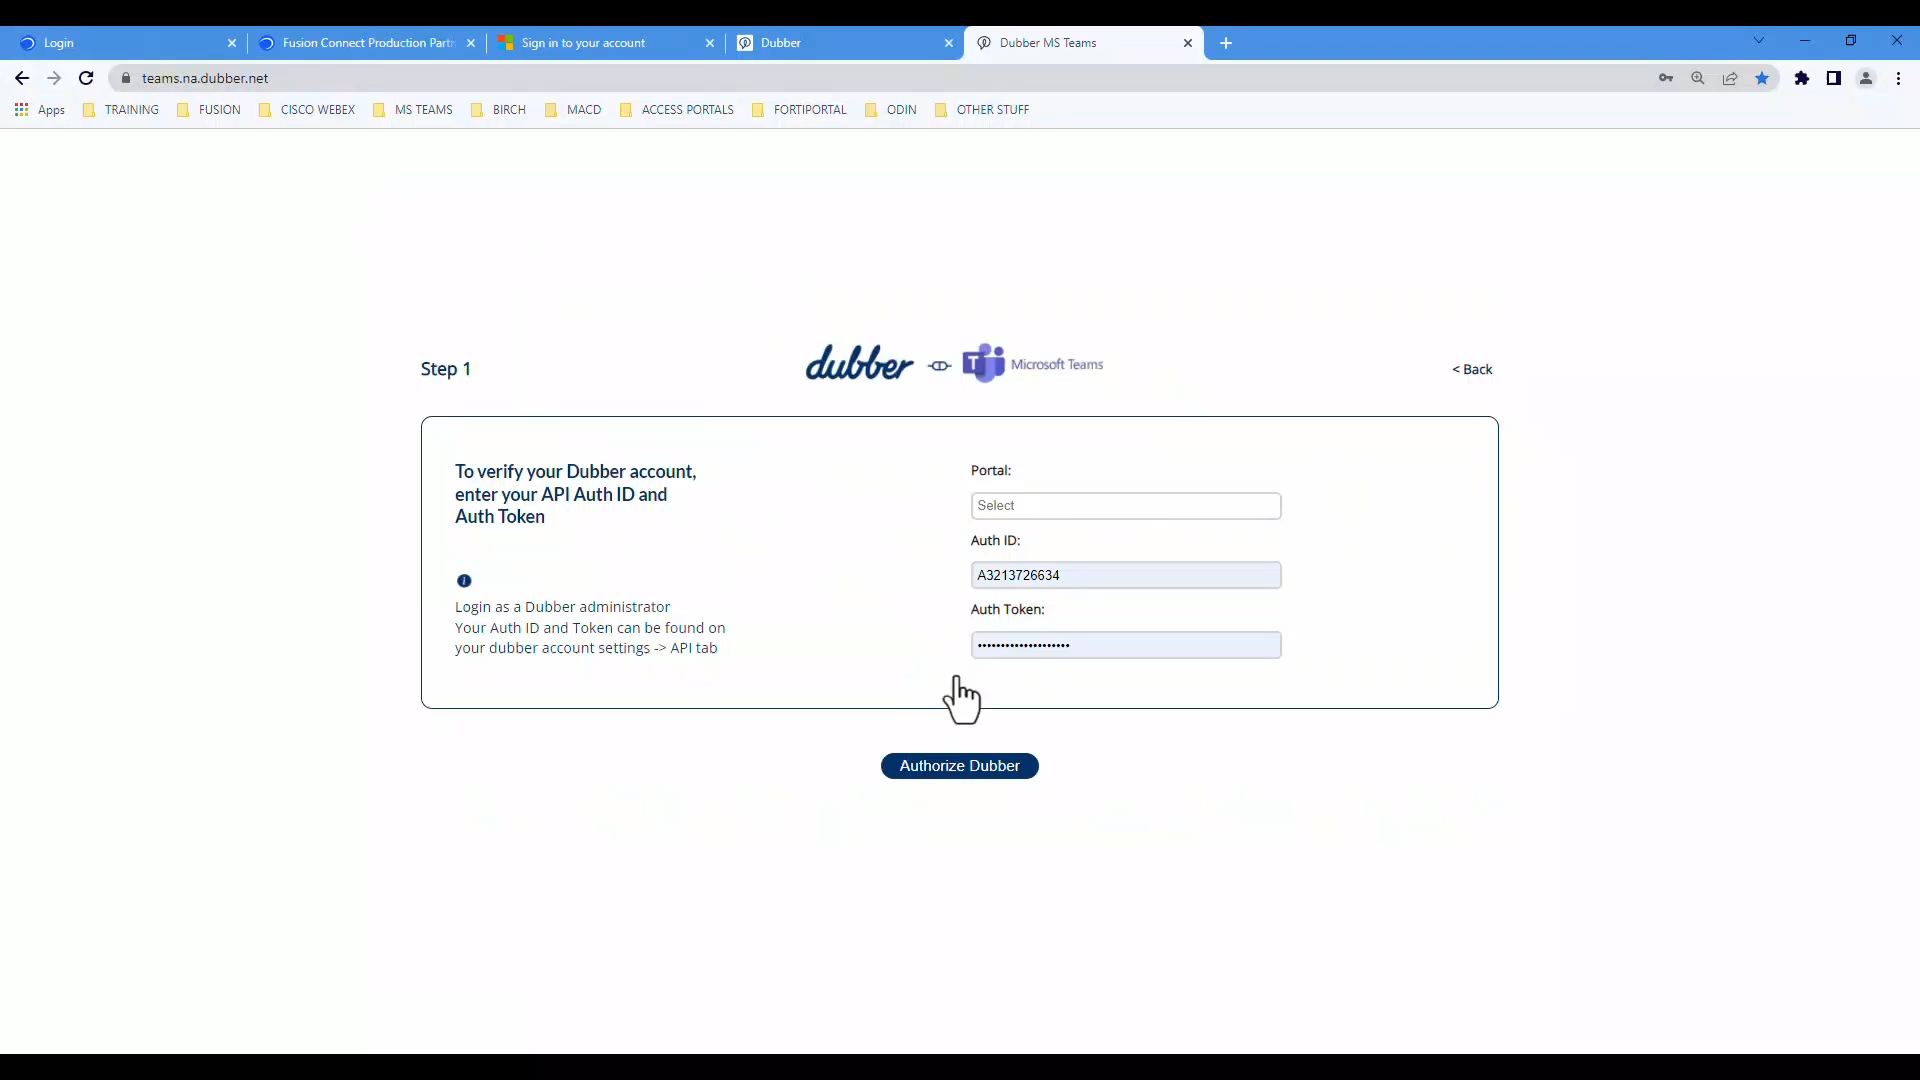 Login
Fusion Connect Production Partn
Sign in to your account
Dubber
Dubber MS Teams
teams.na.dubber.net
Apps
TRAINING
FUSION
CISCO WEBEX
MS TEAMS
BIRCH
MACD
ACCESS PORTALS
FORTIPORTAL
ODIN
OTHER STUFF
Step 1
dubber
T
Microsoft Teams
< Back
To verify your Dubber account,
enter your API Auth ID and
Auth Token
i
Login as a Dubber administrator
Your Auth ID and Token can be found on
your dubber account settings -> API tab
Portal:
Select
Auth ID:
A3213726634
Auth Token:
••••••••••••••••••••
Authorize Dubber